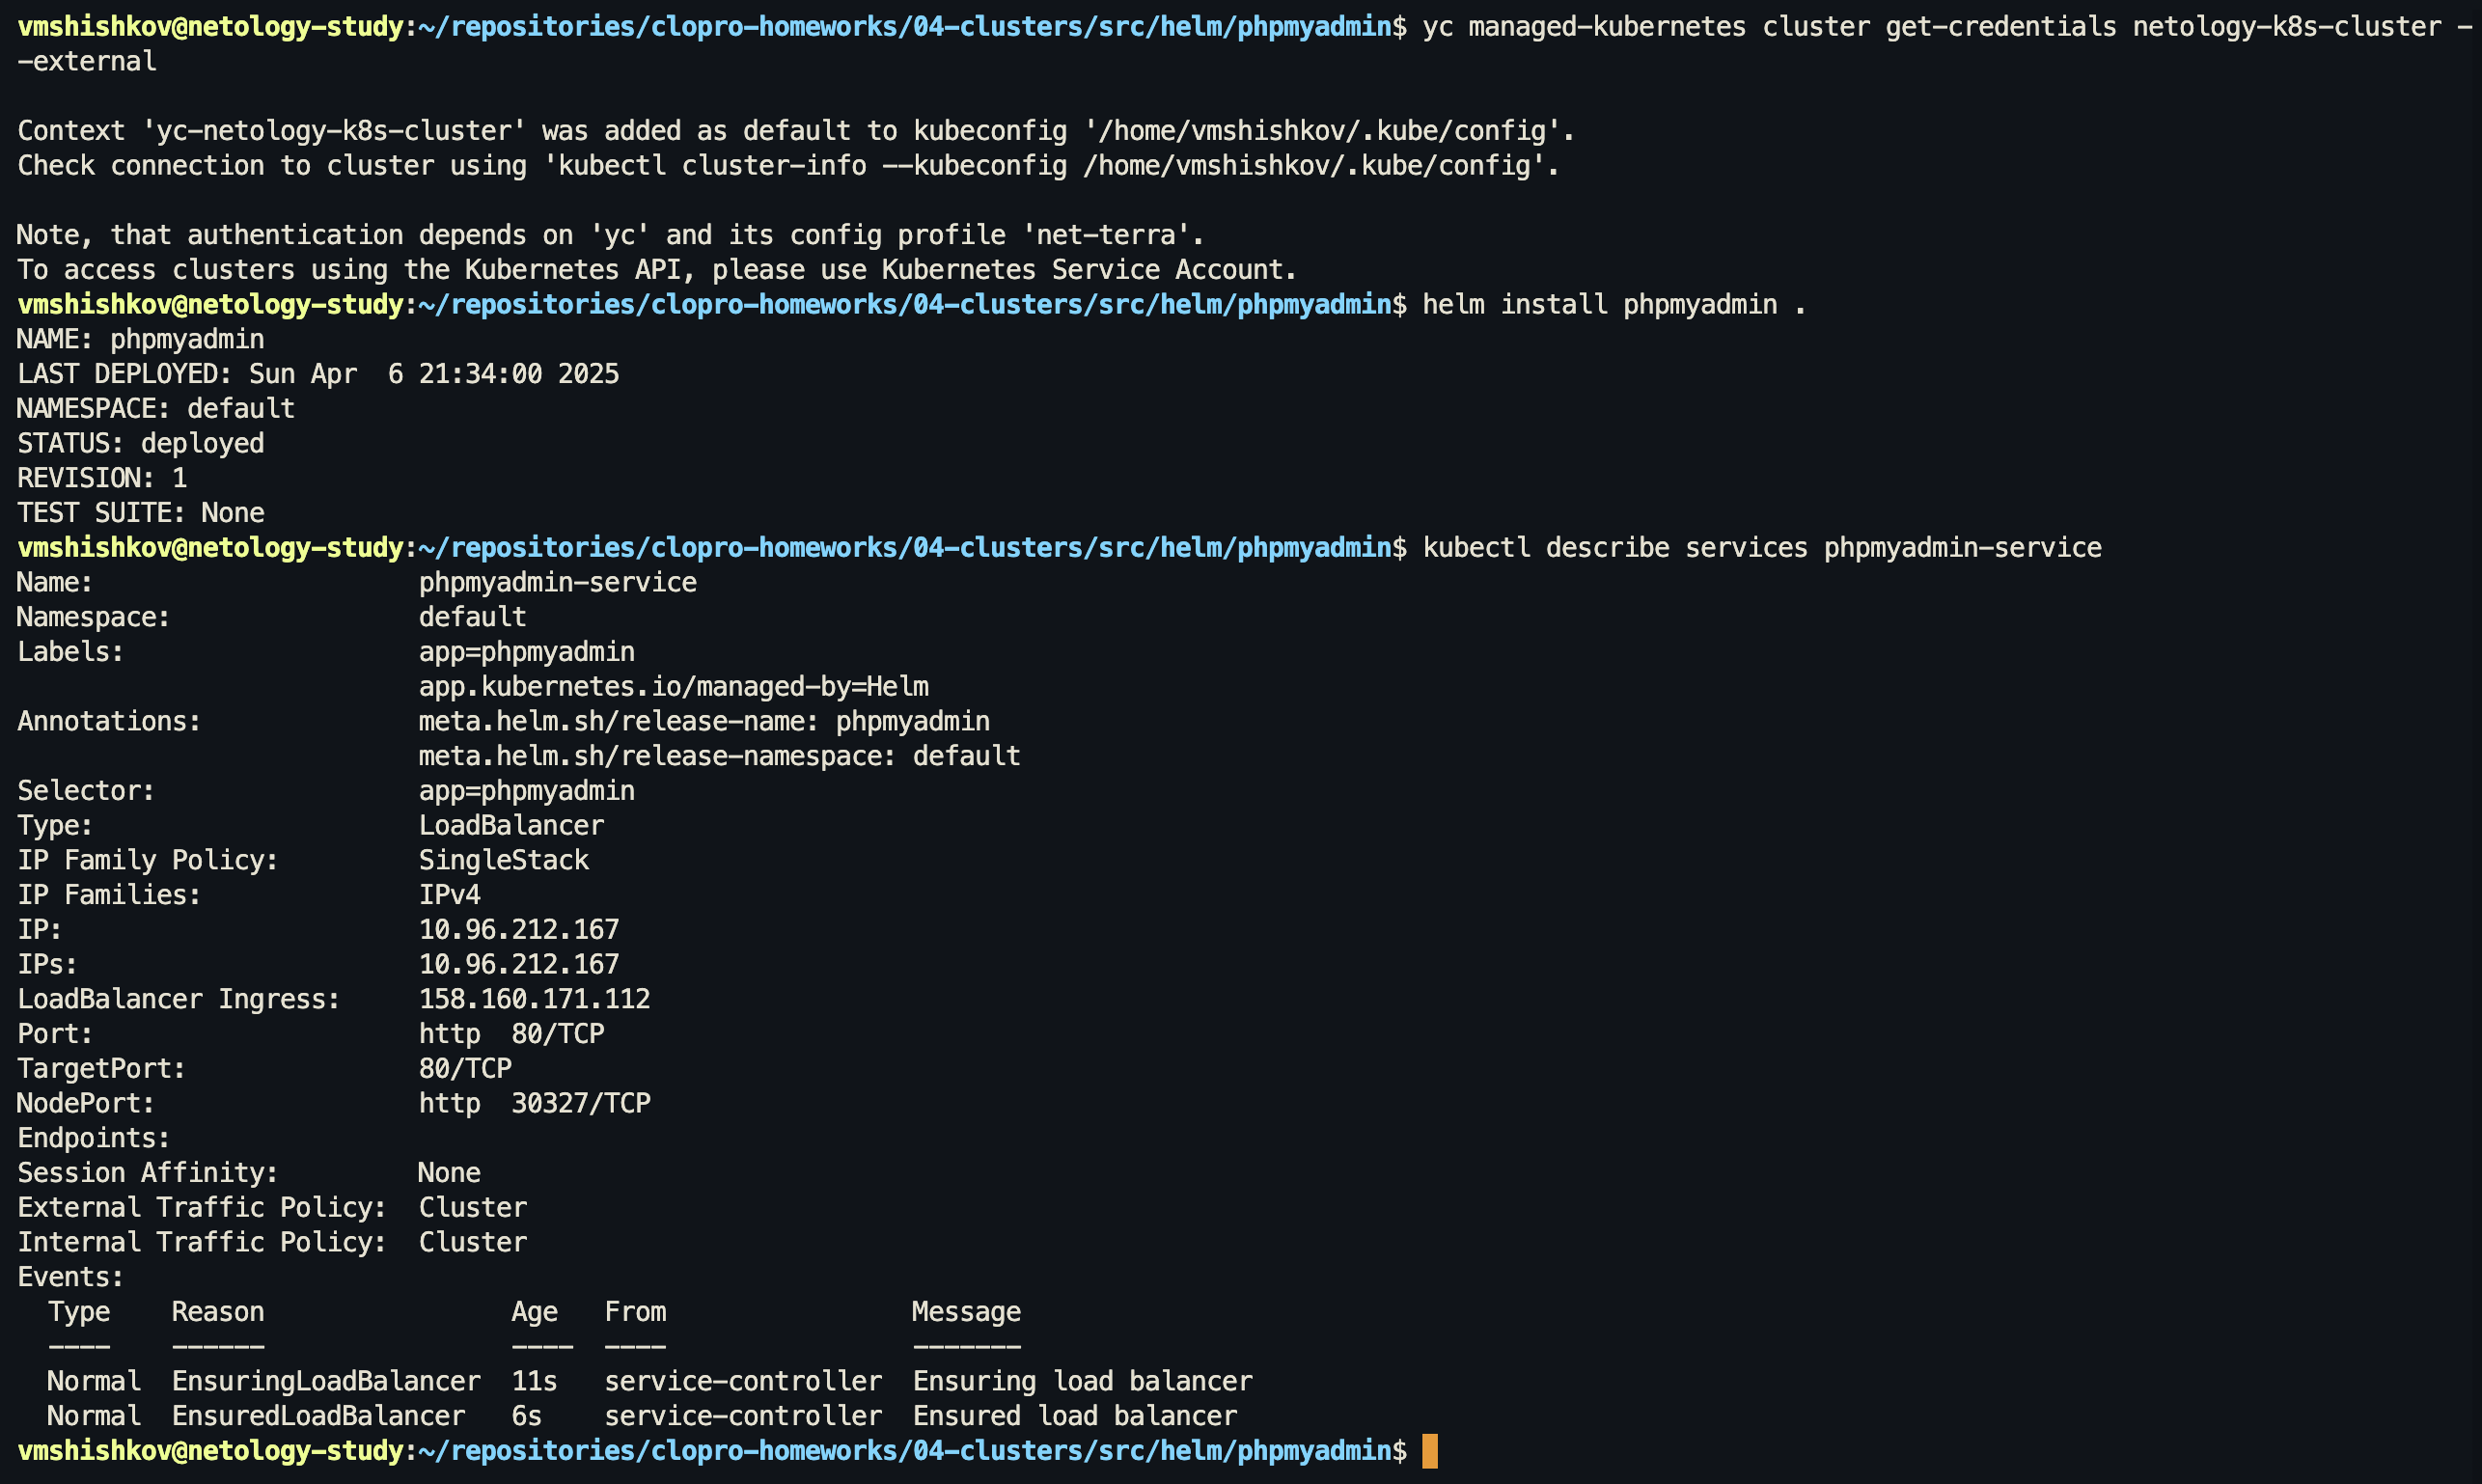 vmshishkov@netology-study:~/repositories/clopro-homeworks/04-clusters/src/helm/phpmyadmin$ yc managed-kubernetes cluster get-credentials netology-k8s-cluster -
-external

Context 'yc-netology-k8s-cluster' was added as default to kubeconfig '/home/vmshishkov/.kube/config'.
Check connection to cluster using 'kubectl cluster-info --kubeconfig /home/vmshishkov/.kube/config'.

Note, that authentication depends on 'yc' and its config profile 'net-terra'.
To access clusters using the Kubernetes API, please use Kubernetes Service Account.
vmshishkov@netology-study:~/repositories/clopro-homeworks/04-clusters/src/helm/phpmyadmin$ helm install phpmyadmin .
NAME: phpmyadmin
LAST DEPLOYED: Sun Apr  6 21:34:00 2025
NAMESPACE: default
STATUS: deployed
REVISION: 1
TEST SUITE: None
vmshishkov@netology-study:~/repositories/clopro-homeworks/04-clusters/src/helm/phpmyadmin$ kubectl describe services phpmyadmin-service
Name:                     phpmyadmin-service
Namespace:                default
Labels:                   app=phpmyadmin
                          app.kubernetes.io/managed-by=Helm
Annotations:              meta.helm.sh/release-name: phpmyadmin
                          meta.helm.sh/release-namespace: default
Selector:                 app=phpmyadmin
Type:                     LoadBalancer
IP Family Policy:         SingleStack
IP Families:              IPv4
IP:                       10.96.212.167
IPs:                      10.96.212.167
LoadBalancer Ingress:     158.160.171.112
Port:                     http  80/TCP
TargetPort:               80/TCP
NodePort:                 http  30327/TCP
Endpoints:
Session Affinity:         None
External Traffic Policy:  Cluster
Internal Traffic Policy:  Cluster
Events:
  Type    Reason                Age   From                Message
  ----    ------                ----  ----                -------
  Normal  EnsuringLoadBalancer  11s   service-controller  Ensuring load balancer
  Normal  EnsuredLoadBalancer   6s    service-controller  Ensured load balancer
vmshishkov@netology-study:~/repositories/clopro-homeworks/04-clusters/src/helm/phpmyadmin$